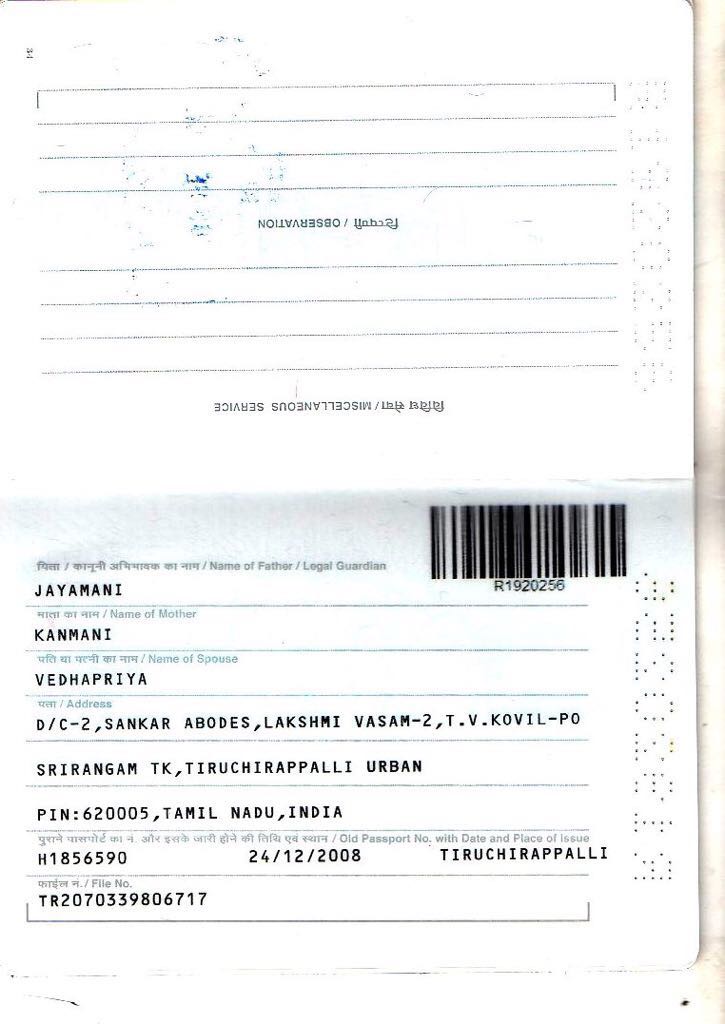 34
टिप्पणी / OBSERVATION
विविध सेवा / MISCELLANEOUS SERVICE
R1920256
पिता / कानूनी अभिभावक का नाम / Name of Father / Legal Guardian
JAYAMANI
माता का नाम / Name of Mother
KANMANI
पति या पत्नी का नाम / Name of Spouse
VEDHAPRIYA
पता / Address
D/C-2,SANKAR ABODES,LAKSHMI VASAM-2,T.V.KOVIL-PO
SRIRANGAM TK,TIRUCHIRAPPALLI URBAN
PIN:620005,TAMIL NADU,INDIA
पुराने पासपोर्ट का नं. और इसके जारी होने की तिथि एवं स्थान / Old Passport No. with Date and Place of Issue
H1856590 24/12/2008 TIRUCHIRAPPALLI
फाईल नं. / File No.
TR2070339806717